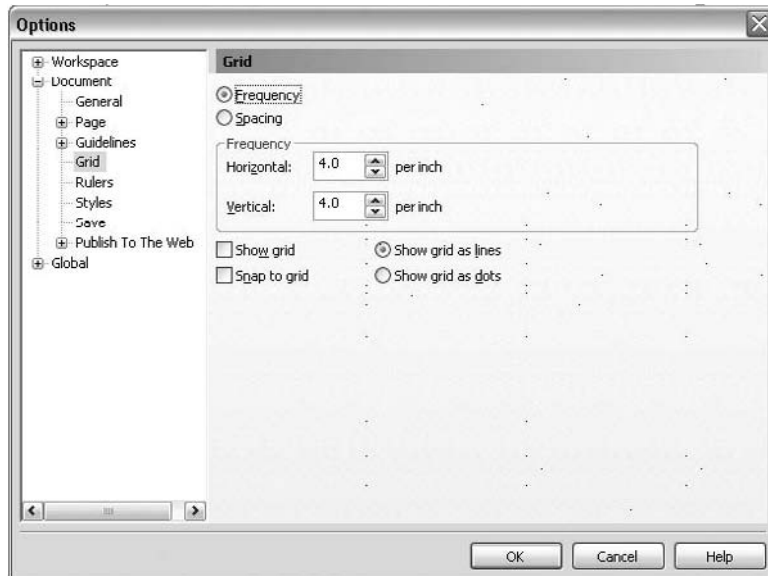 Options
Workspace
Document
General
Page
Guidelines
Grid
Rulers
Styles
Save
Publish To The Web
Global
Grid
Frequency
Spacing
Frequency
Horizontal: 4.0 per inch
Vertical: 4.0 per inch
Show grid
Show grid as lines
Snap to grid
Show grid as dots
OK
Cancel
Help